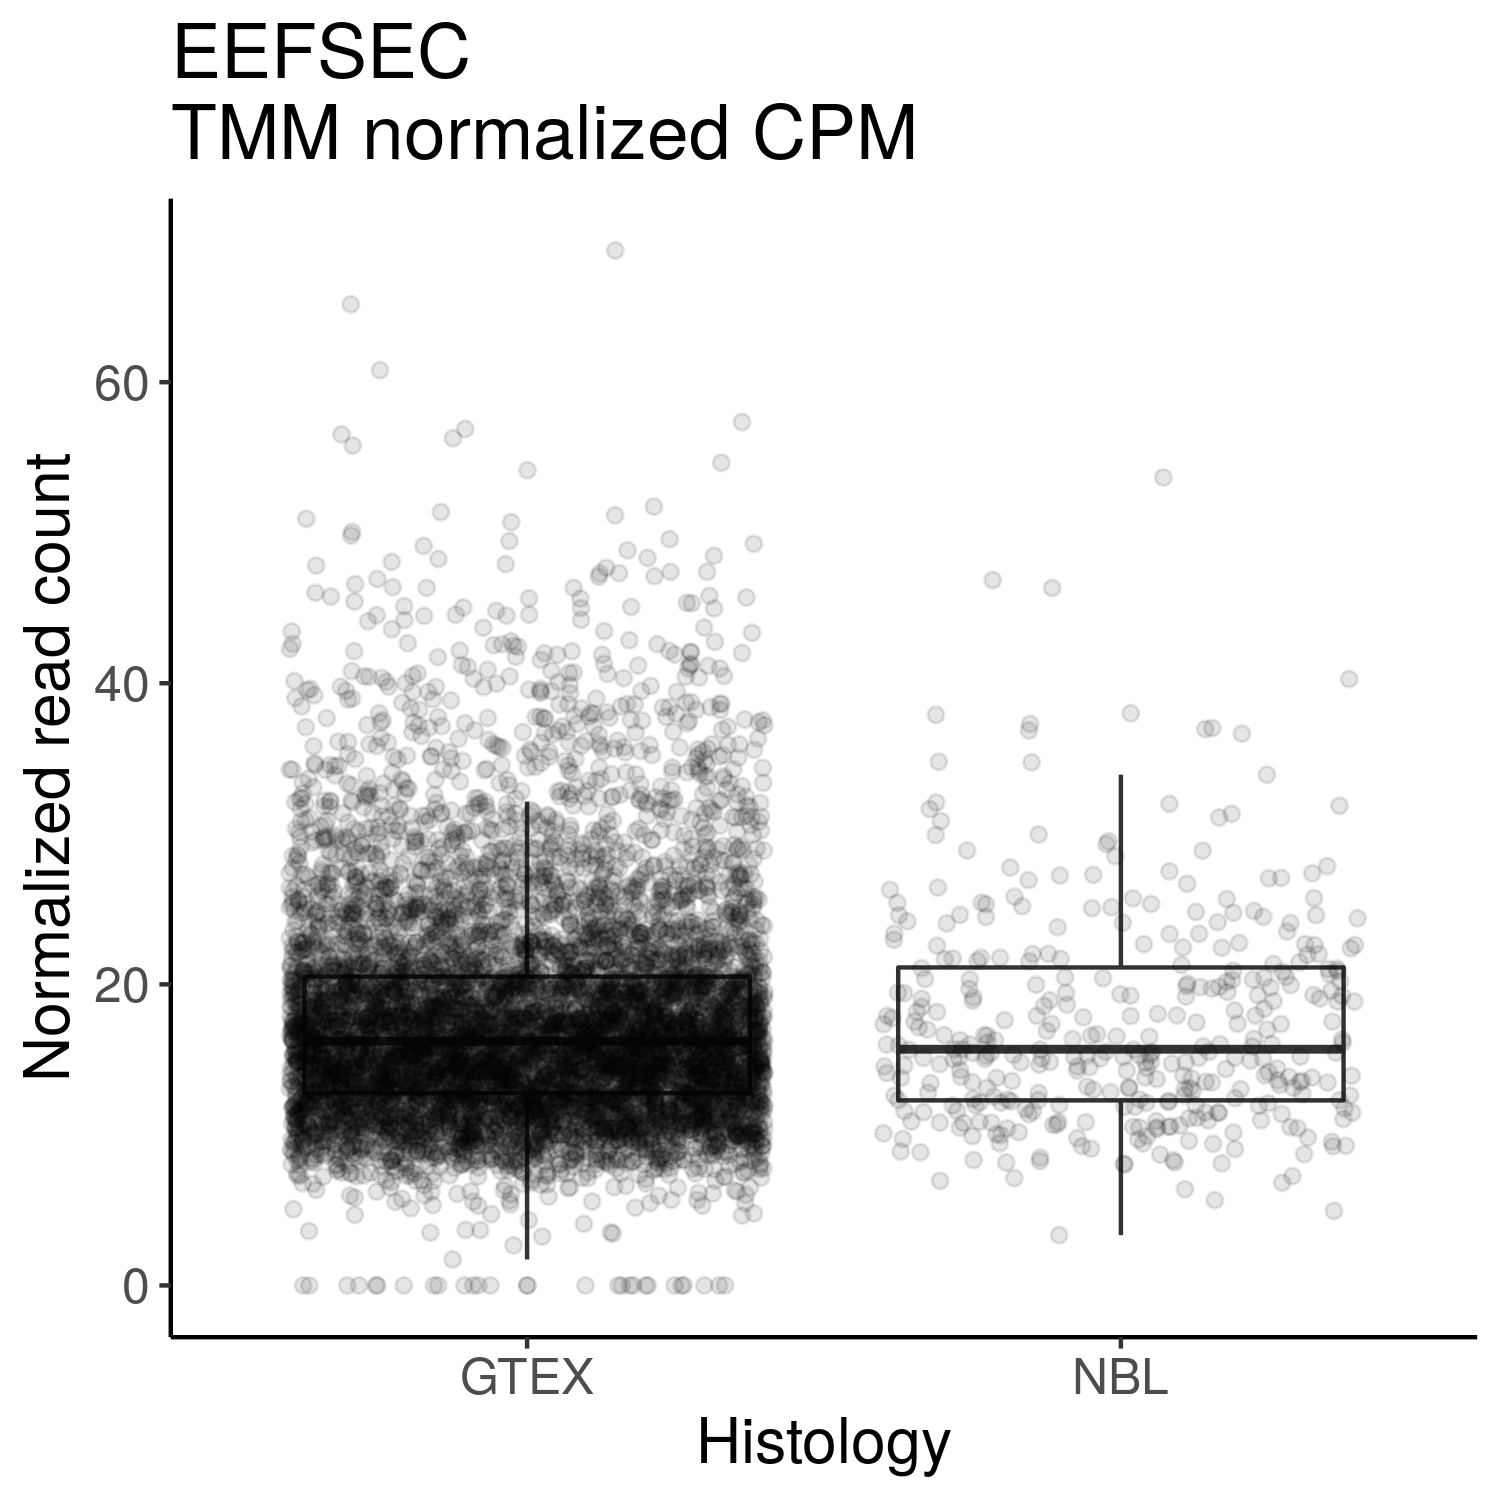 EEFSEC
TMM normalized CPM
Normalized read count
60
40
20
0
GTEX
NBL
Histology